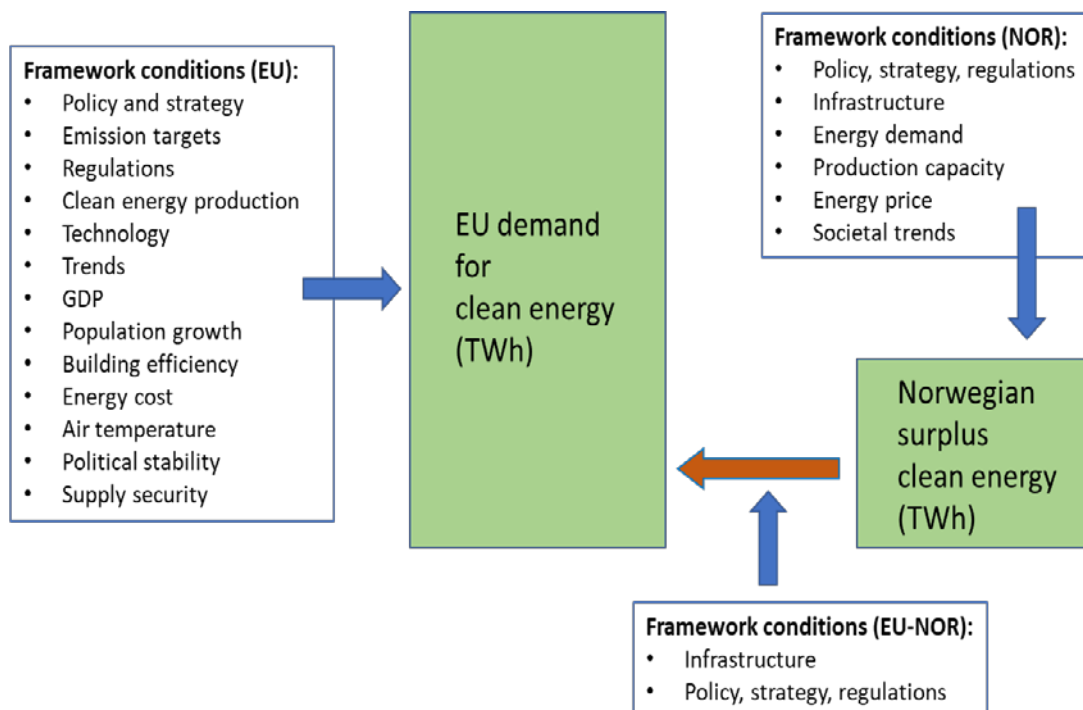 Framework conditions (EU):
• Policy and strategy
• Emission targets
• Regulations
• Clean energy production
• Technology
• Trends
• GDP
• Population growth
• Building efficiency
• Energy cost
• Air temperature
• Political stability
• Supply security
EU demand
for
clean energy
(TWh)
Framework conditions (NOR):
• Policy, strategy, regulations
• Infrastructure
• Energy demand
• Production capacity
• Energy price
• Societal trends
Norwegian
surplus
clean energy
(TWh)
Framework conditions (EU-NOR):
• Infrastructure
• Policy, strategy, regulations